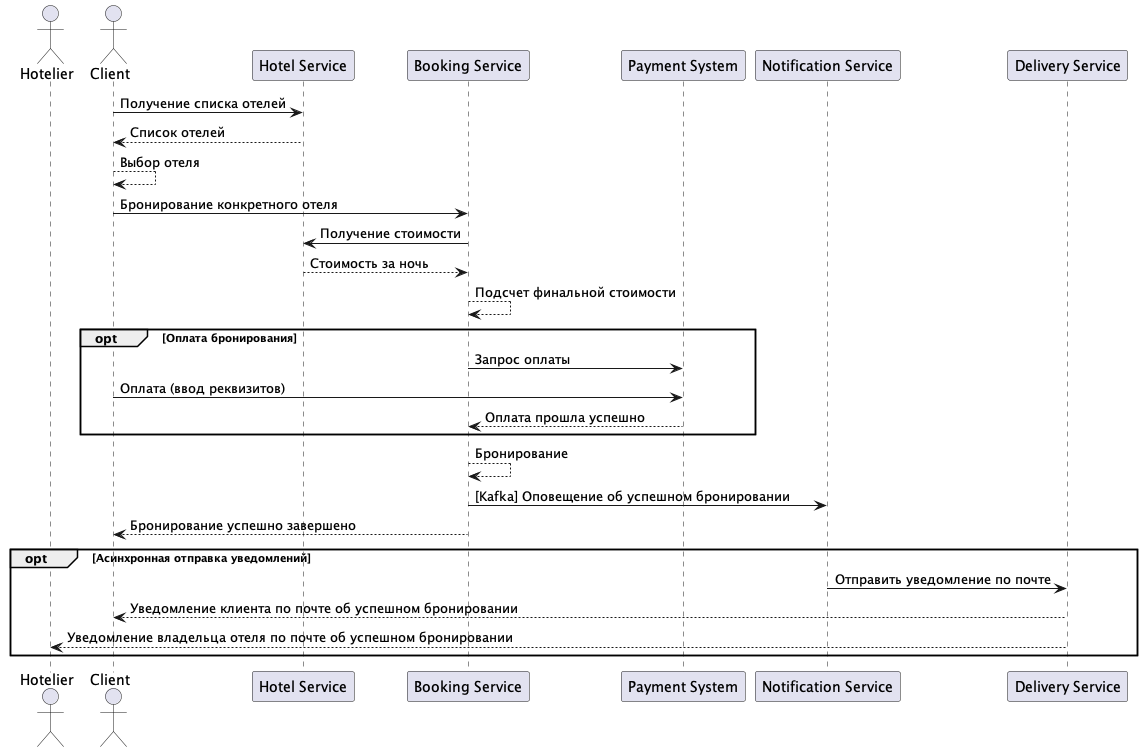 Hotelier
Client
Hotel Service
Booking Service
Payment System
Notification Service
Delivery Service
Получение списка отелей
Список отелей
Выбор отеля
Бронирование конкретного отеля
Получение стоимости
Стоимость за ночь
Подсчет финальной стоимости
opt [Оплата бронирования]
Запрос оплаты
Оплата (ввод реквизитов)
Оплата прошла успешно
Бронирование
[Kafka] Оповещение об успешном бронировании
Бронирование успешно завершено
opt [Асинхронная отправка уведомлений]
Отправить уведомление по почте
Уведомление клиента по почте об успешном бронировании
Уведомление владельца отеля по почте об успешном бронировании
Hotelier
Client
Hotel Service
Booking Service
Payment System
Notification Service
Delivery Service